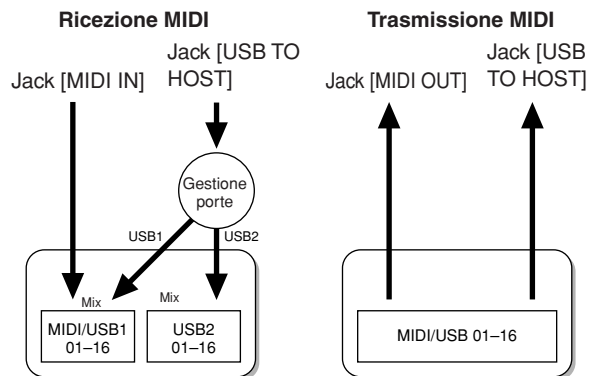 Ricezione MIDI
Jack [MIDI IN]
Jack [USB TO
HOST]
Gestione
porte
USB1
USB2
Mix
Mix
MIDI/USB1
01–16
USB2
01–16
Trasmissione MIDI
Jack [MIDI OUT]
Jack [USB
TO HOST]
MIDI/USB 01–16